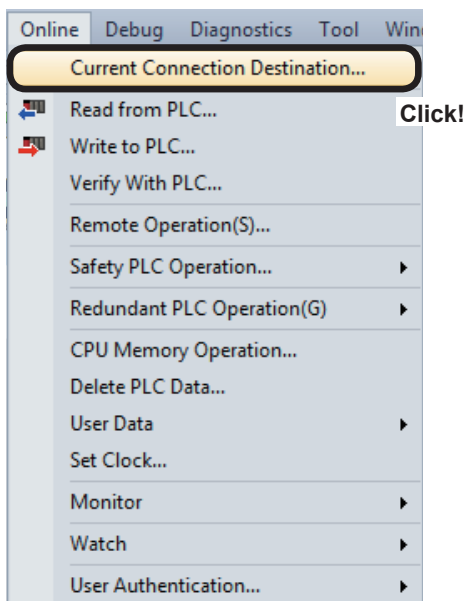 Online Debug Diagnostics Tool
Current Connection Destination...
Read from PLC...
Click!
Write to PLC...
Verify With PLC...
Remote Operation(S)...
Safety PLC Operation...
Redundant PLC Operation(G)
CPU Memory Operation...
Delete PLC Data...
User Data
Set Clock...
Monitor
Watch
User Authentication...